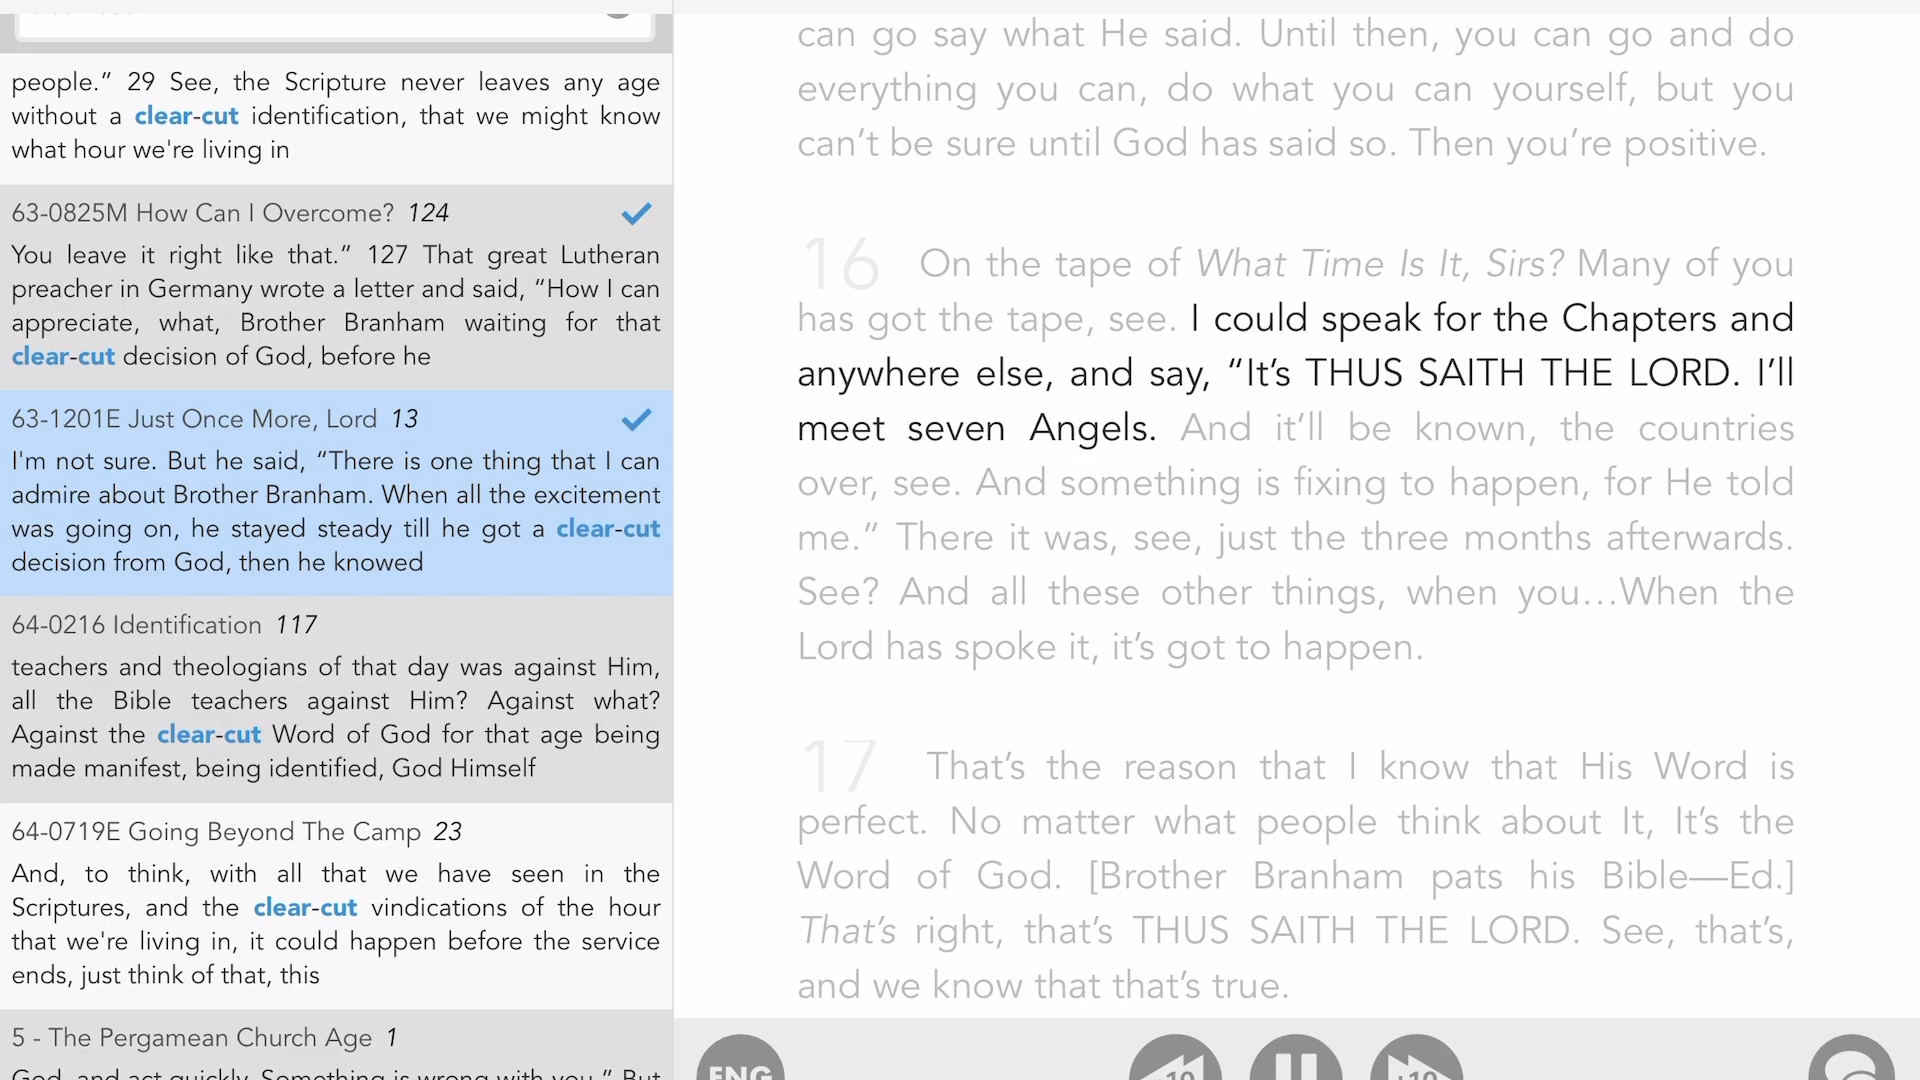 people.” 29 See, the Scripture never leaves any age
without a clear-cut identification, that we might know
what hour we're living in
63-0825M How Can I Overcome? 124
You leave it right like that.” 127 That great Lutheran
preacher in Germany wrote a letter and said, “How I can
appreciate, what, Brother Branham waiting for that
clear-cut decision of God, before he
63-1201E Just Once More, Lord 13
I'm not sure. But he said, “There is one thing that I can
admire about Brother Branham. When all the excitement
was going on, he stayed steady till he got a clear-cut
decision from God, then he knowed
64-0216 Identification 117
teachers and theologians of that day was against Him,
all the Bible teachers against Him? Against what?
Against the clear-cut Word of God for that age being
made manifest, being identified, God Himself
64-0719E Going Beyond The Camp 23
And, to think, with all that we have seen in the
Scriptures, and the clear-cut vindications of the hour
that we're living in, it could happen before the service
ends, just think of that, this
5 - The Pergamean Church Age 1
God, and act quickly. Something is wrong with you.” But
can go say what He said. Until then, you can go and do
everything you can, do what you can yourself, but you
can’t be sure until God has said so. Then you’re positive.
16 On the tape of What Time Is It, Sirs? Many of you
has got the tape, see. I could speak for the Chapters and
anywhere else, and say, “It’s THUS SAITH THE LORD. I’ll
meet seven Angels. And it’ll be known, the countries
over, see. And something is fixing to happen, for He told
me.” There it was, see, just the three months afterwards.
See? And all these other things, when you…When the
Lord has spoke it, it’s got to happen.
17 That’s the reason that I know that His Word is
perfect. No matter what people think about It, It’s the
Word of God. [Brother Branham pats his Bible—Ed.]
That’s right, that’s THUS SAITH THE LORD. See, that’s,
and we know that that’s true.
ENG
-10
+10